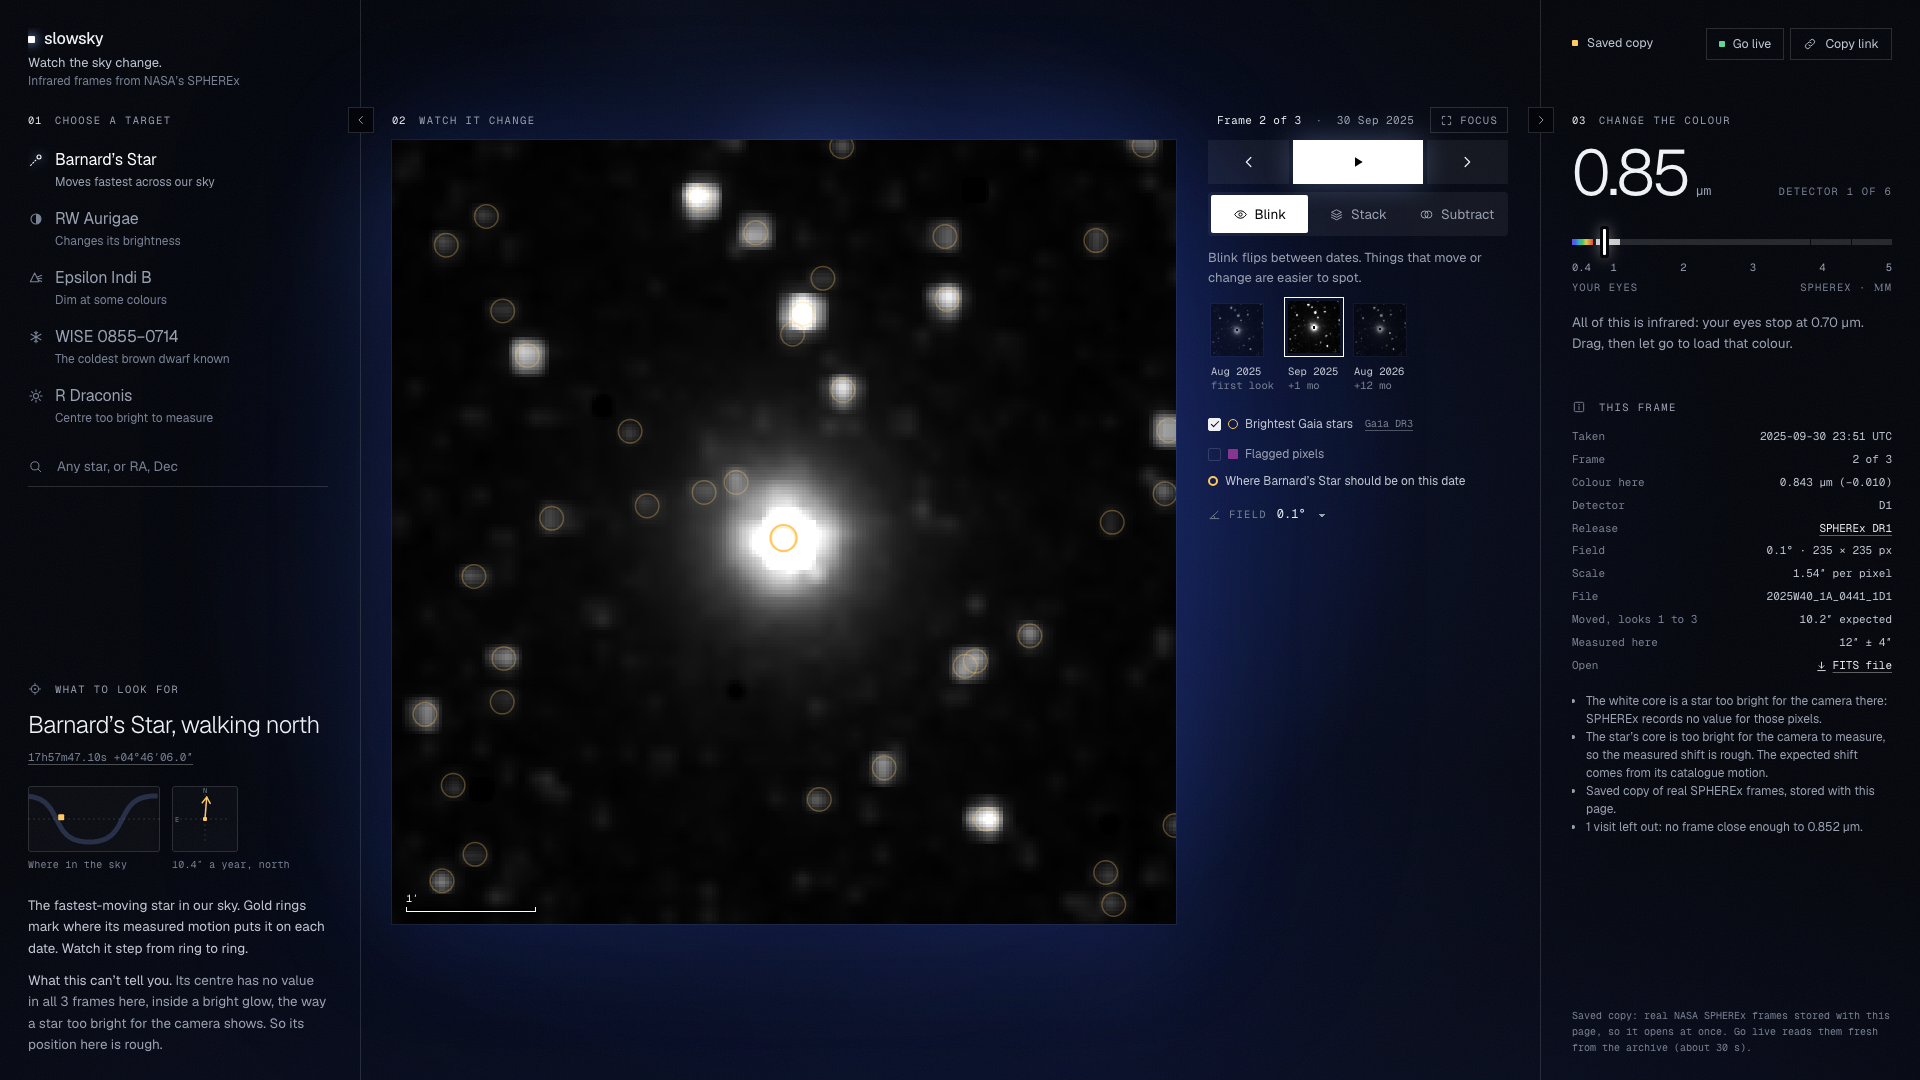 slowsky
Watch the sky change.
Infrared frames from NASA's SPHEREx
01 CHOOSE A TARGET
Barnard's Star
Moves fastest across our sky
RW Aurigae
Changes its brightness
Epsilon Indi B
Dim at some colours
WISE 0855–0714
The coldest brown dwarf known
R Draconis
Centre too bright to measure
Any star, or RA, Dec
WHAT TO LOOK FOR
Barnard's Star, walking north
17h57m47.10s +04°46′06.0″
N
E
Where in the sky
10.4″ a year, north
The fastest-moving star in our sky. Gold rings
mark where its measured motion puts it on each
date. Watch it step from ring to ring.
What this can't tell you. Its centre has no value
in all 3 frames here, inside a bright glow, the way
a star too bright for the camera shows. So its
position here is rough.
02 WATCH IT CHANGE
Frame 2 of 3 · 30 Sep 2025
FOCUS
1′
Blink
Stack
Subtract
Blink flips between dates. Things that move or
change are easier to spot.
Aug 2025
first look
Sep 2025
+1 mo
Aug 2026
+12 mo
Brightest Gaia stars Gaia DR3
Flagged pixels
Where Barnard's Star should be on this date
FIELD 0.1°
Saved copy
Go live
Copy link
03 CHANGE THE COLOUR
0.85 µm
DETECTOR 1 OF 6
0.4 1 2 3 4 5
YOUR EYES
SPHEREX · ΜM
All of this is infrared: your eyes stop at 0.70 µm.
Drag, then let go to load that colour.
THIS FRAME
Taken 2025-09-30 23:51 UTC
Frame 2 of 3
Colour here 0.843 µm (−0.010)
Detector D1
Release SPHEREx DR1
Field 0.1° · 235 × 235 px
Scale 1.54″ per pixel
File 2025W40_1A_0441_1D1
Moved, looks 1 to 3 10.2″ expected
Measured here 12″ ± 4″
Open FITS file
• The white core is a star too bright for the camera there:
SPHEREx records no value for those pixels.
• The star's core is too bright for the camera to measure,
so the measured shift is rough. The expected shift
comes from its catalogue motion.
• Saved copy of real SPHEREx frames, stored with this
page.
• 1 visit left out: no frame close enough to 0.852 µm.
Saved copy: real NASA SPHEREx frames stored with this
page, so it opens at once. Go live reads them fresh
from the archive (about 30 s).